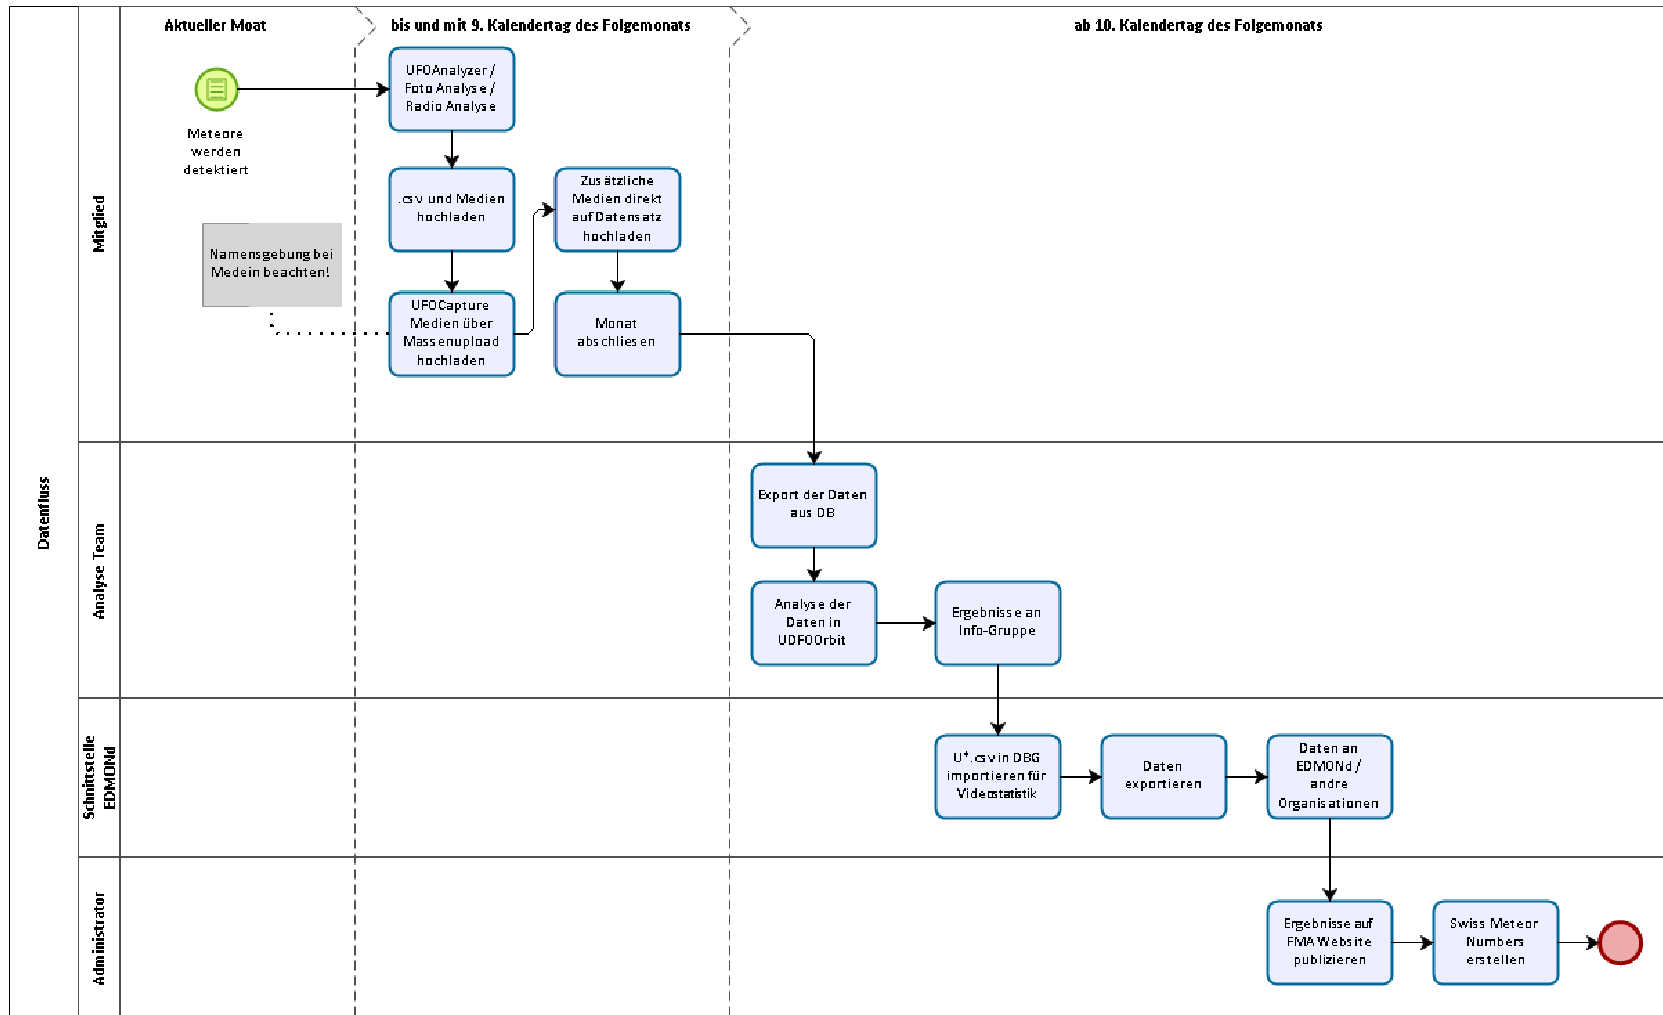 Aktueller Moat
bis und mit 9. Kalendertag des Folgemonats
ab 10. Kalendertag des Folgemonats
Datenfluss
Mitglied
Meteore
werden
detektiert
UFOAnalyzer /
Foto Analyse /
Radio Analyse
.csv und Medien
hochladen
Zusätzliche
Medien direkt
auf Datensatz
hochladen
Namensgebung bei
Medein beachten!
UFOCapture
Medien über
Massenupload
hochladen
Monat
abschliesen
Analyse Team
Export der Daten
aus DB
Analyse der
Daten in
UDFOOrbit
Ergebnisse an
Info-Gruppe
Schnittstelle
EDMONd
U*.csv in DBG
importieren für
Videostatistik
Daten
exportieren
Daten an
EDMONd /
andre
Organisationen
Administrator
Ergebnisse auf
FMA Website
publizieren
Swiss Meteor
Numbers
erstellen